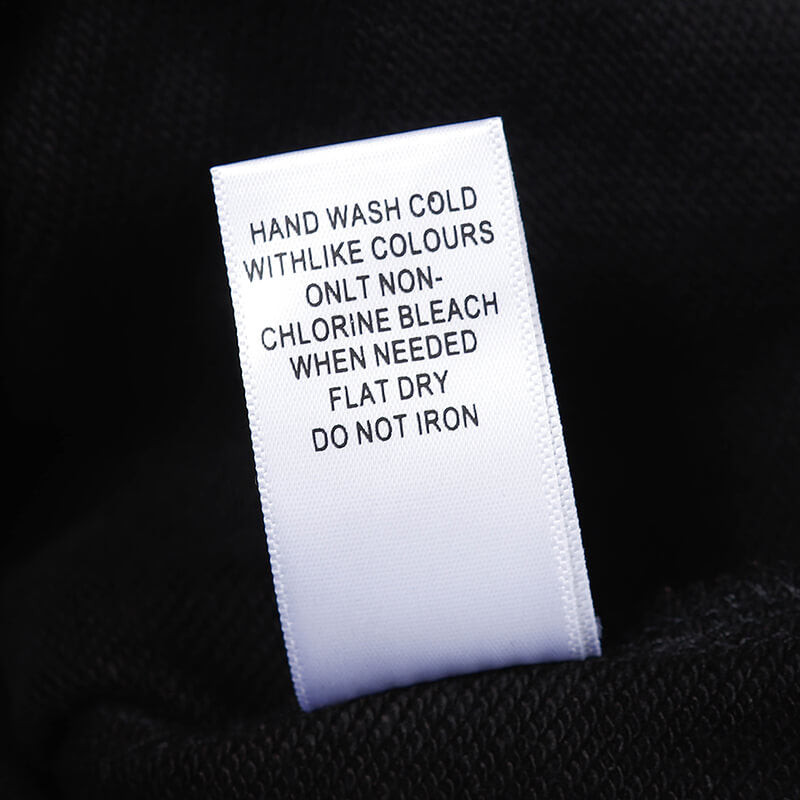 HAND WASH COLD
WITHLIKE COLOURS
ONLT NON-
CHLORINE BLEACH
WHEN NEEDED
FLAT DRY
DO NOT IRON